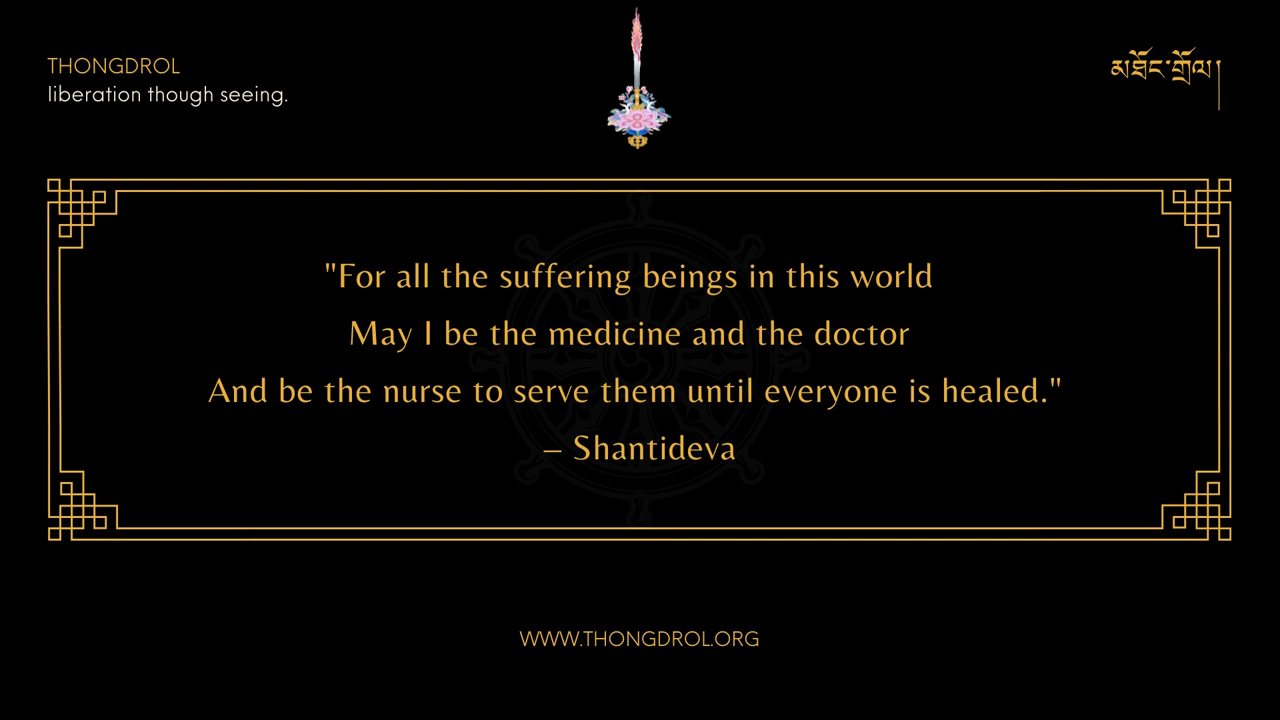 THONGDROL
liberation though seeing.
མཐོང་གྲོལ།
"For all the suffering beings in this world
May I be the medicine and the doctor
And be the nurse to serve them until everyone is healed."
– Shantideva
WWW.THONGDROL.ORG